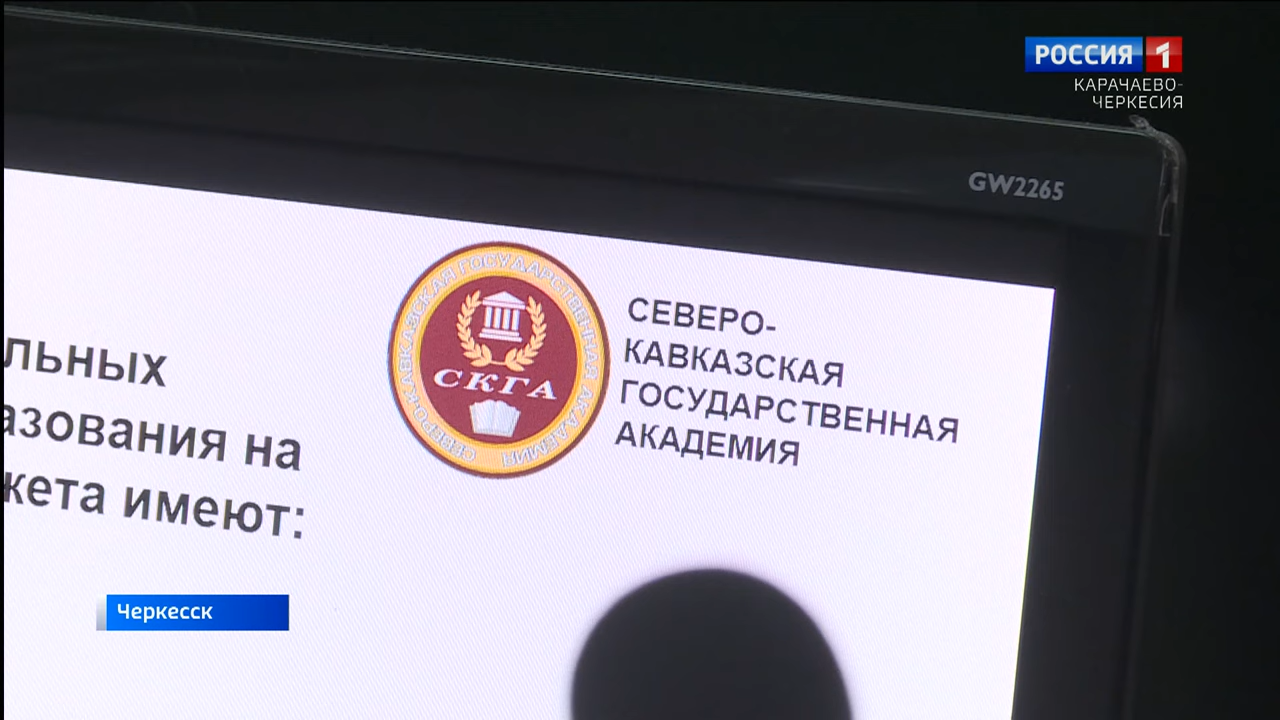 РОССИЯ 1
КАРАЧАЕВО-
ЧЕРКЕСИЯ
GW2265
СЕВЕРО-КАВКАЗСКАЯ ГОСУДАРСТВЕННАЯ АКАДЕМИЯ
СКГА
СЕВЕРО-
КАВКАЗСКАЯ
ГОСУДАРСТВЕННАЯ
АКАДЕМИЯ
льных
азования на
жета имеют:
Черкесск